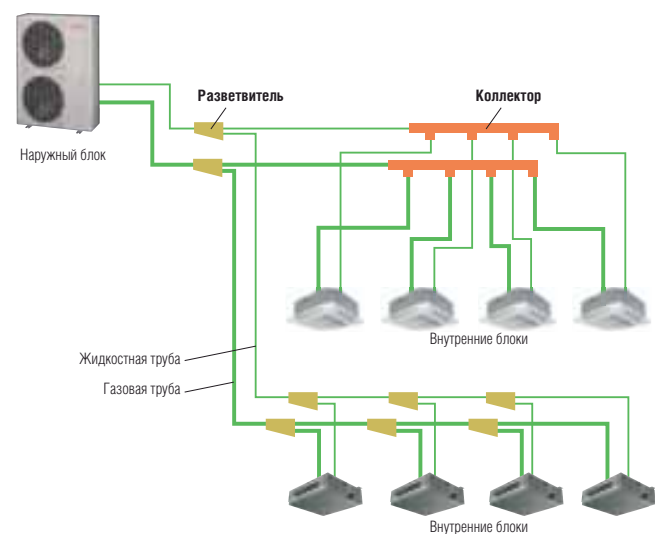 Разветвитель
Коллектор
Наружный блок
Внутренние блоки
Жидкостная труба
Газовая труба
Внутренние блоки